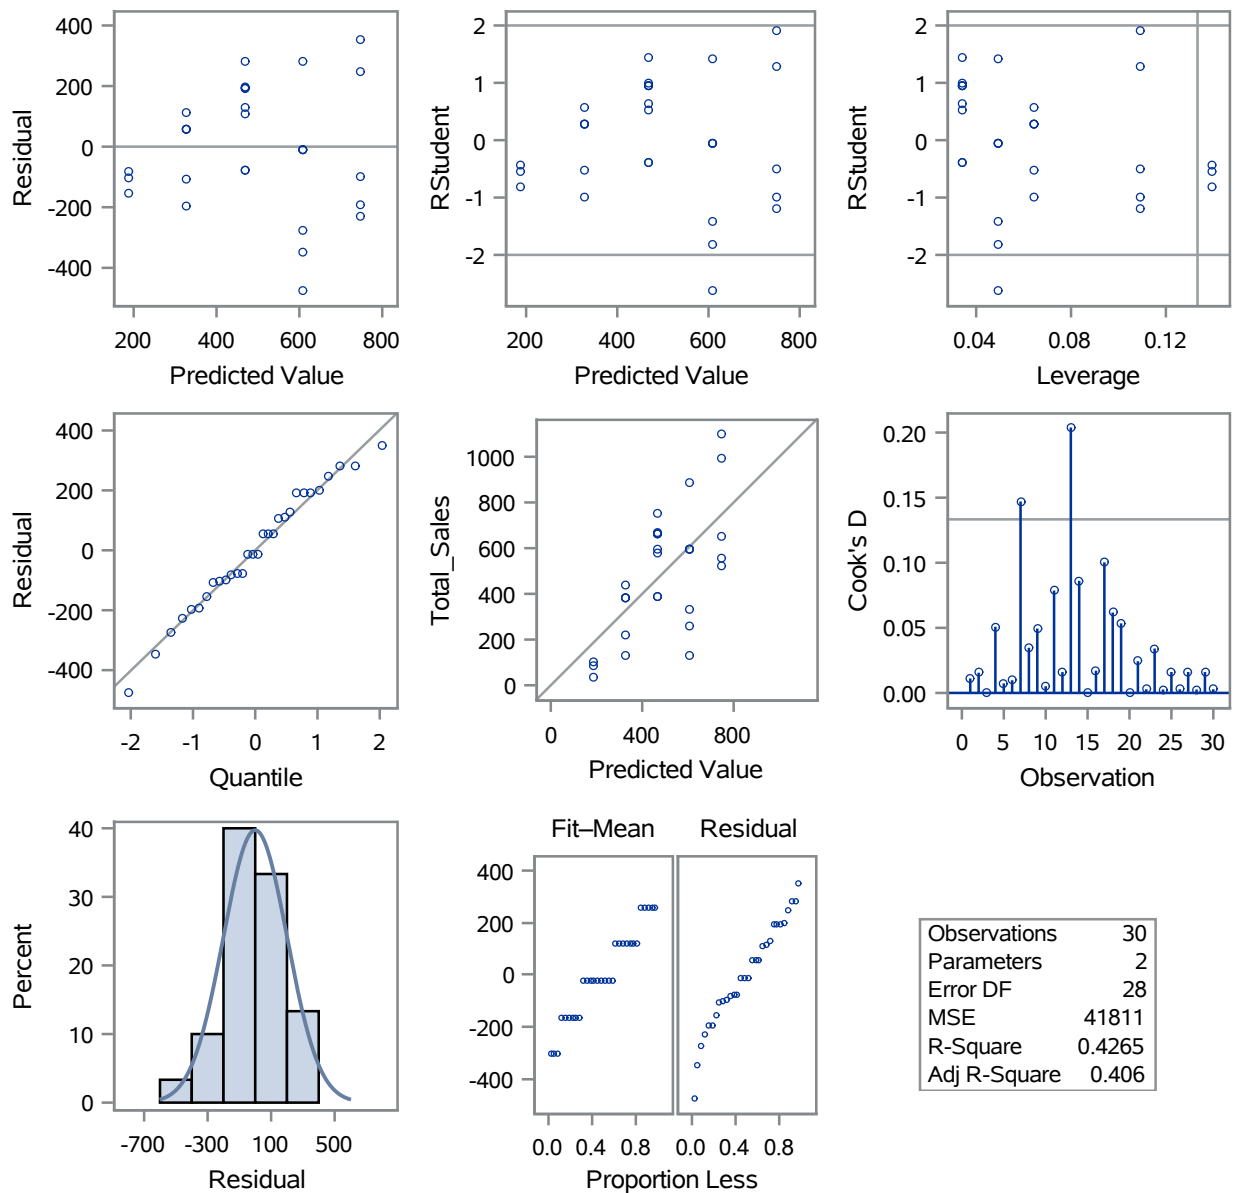 400
200
0
-200
-400
Residual
200 400 600 800
Predicted Value
2
1
0
-1
-2
RStudent
200 400 600 800
Predicted Value
2
1
0
-1
-2
RStudent
0.04 0.08 0.12
Leverage
400
200
0
-200
-400
Residual
-2 -1 0 1 2
Quantile
1000
800
600
400
200
0
Total_Sales
0 400 800
Predicted Value
0.20
0.15
0.10
0.05
0.00
Cook's D
0 5 10 15 20 25 30
Observation
40
30
20
10
0
Percent
-700 -300 100 500
Residual
Fit–Mean Residual
400
200
0
-200
-400
0.0 0.4 0.8 0.0 0.4 0.8
Proportion Less
Observations 30
Parameters 2
Error DF 28
MSE 41811
R-Square 0.4265
Adj R-Square 0.406